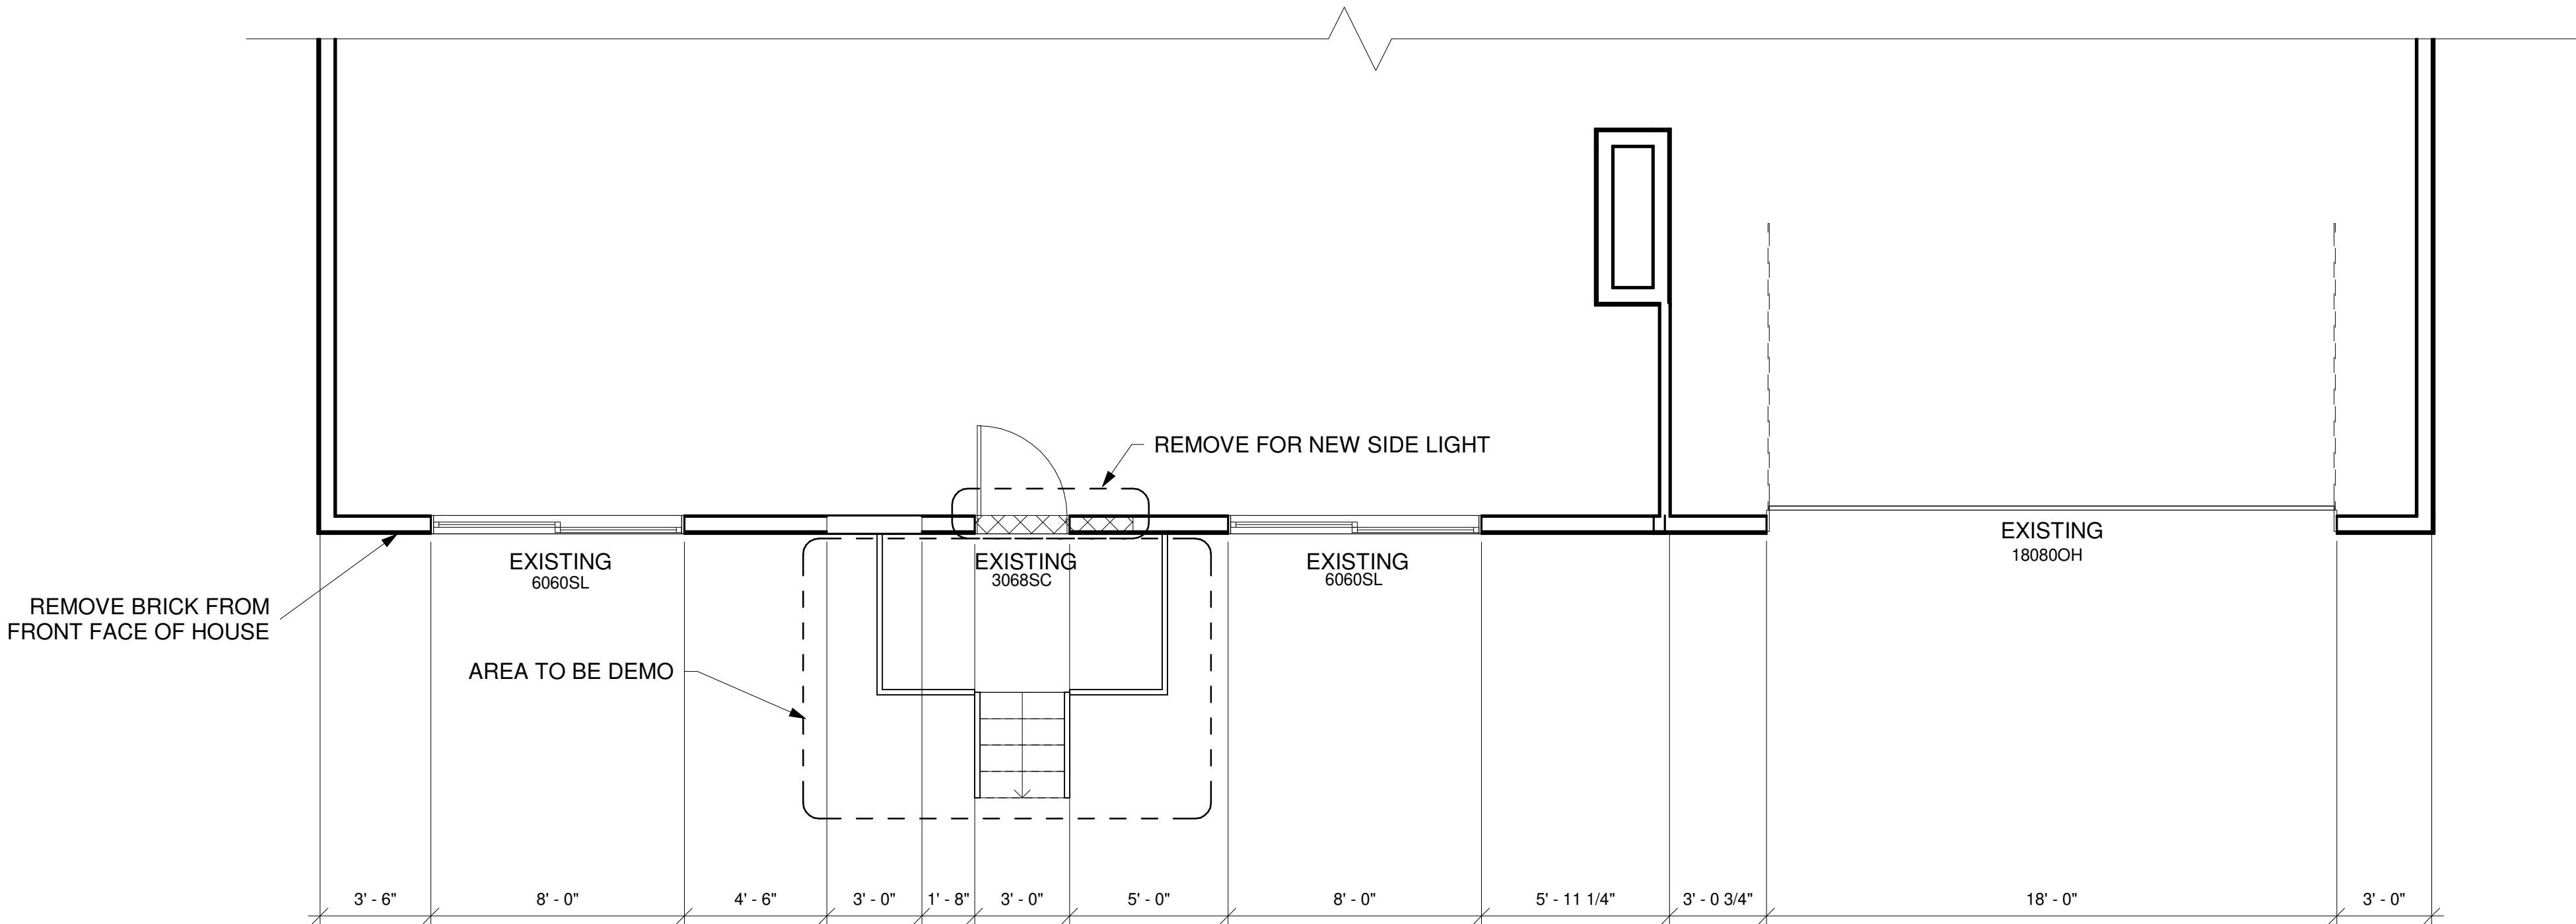 REMOVE FOR NEW SIDE LIGHT
EXISTING
18080OH
EXISTING
6060SL
EXISTING
3068SC
EXISTING
6060SL
REMOVE BRICK FROM
FRONT FACE OF HOUSE
AREA TO BE DEMO
3' - 6"
8' - 0"
4' - 6"
3' - 0"
1' - 8"
3' - 0"
5' - 0"
8' - 0"
5' - 11 1/4"
3' - 0 3/4"
18' - 0"
3' - 0"